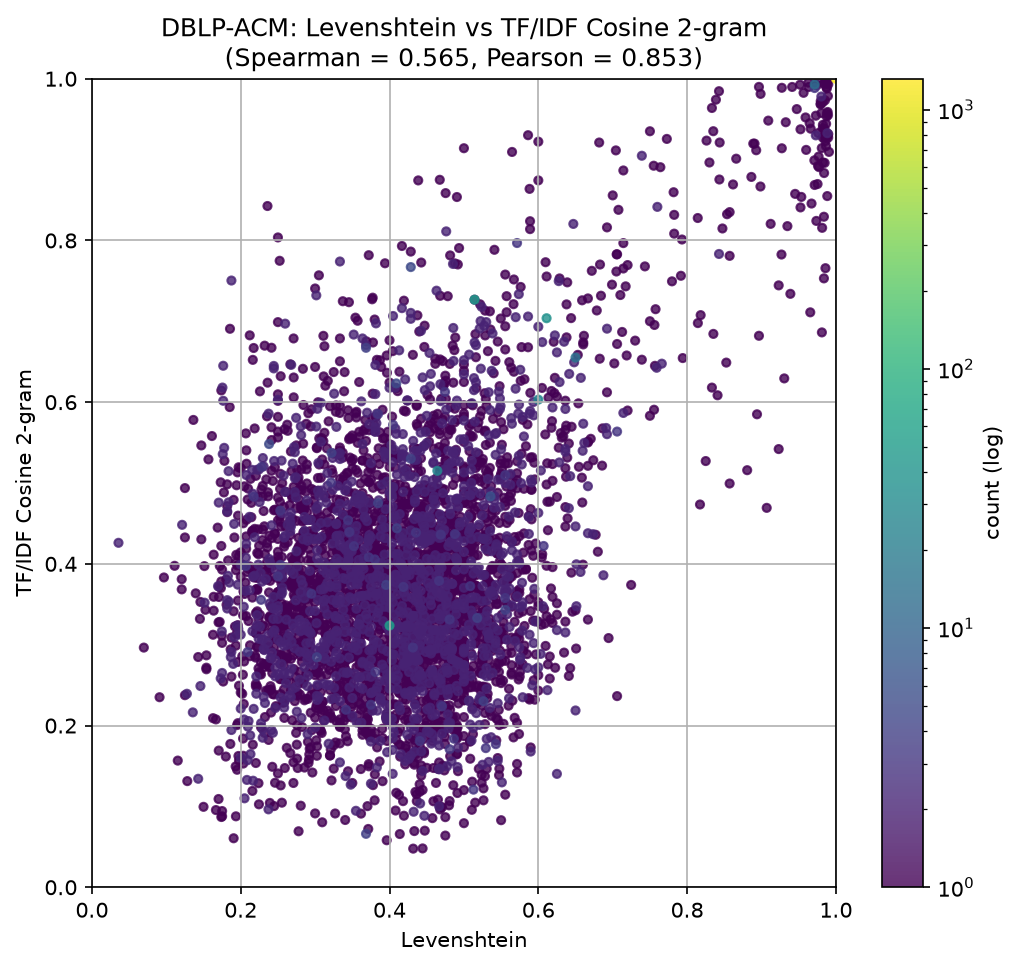 DBLP-ACM: Levenshtein vs TF/IDF Cosine 2-gram
(Spearman = 0.565, Pearson = 0.853)
TF/IDF Cosine 2-gram
1.0
0.8
0.6
0.4
0.2
0.0
0.0 0.2 0.4 0.6 0.8 1.0
Levenshtein
10³
10²
10¹
10⁰
count (log)